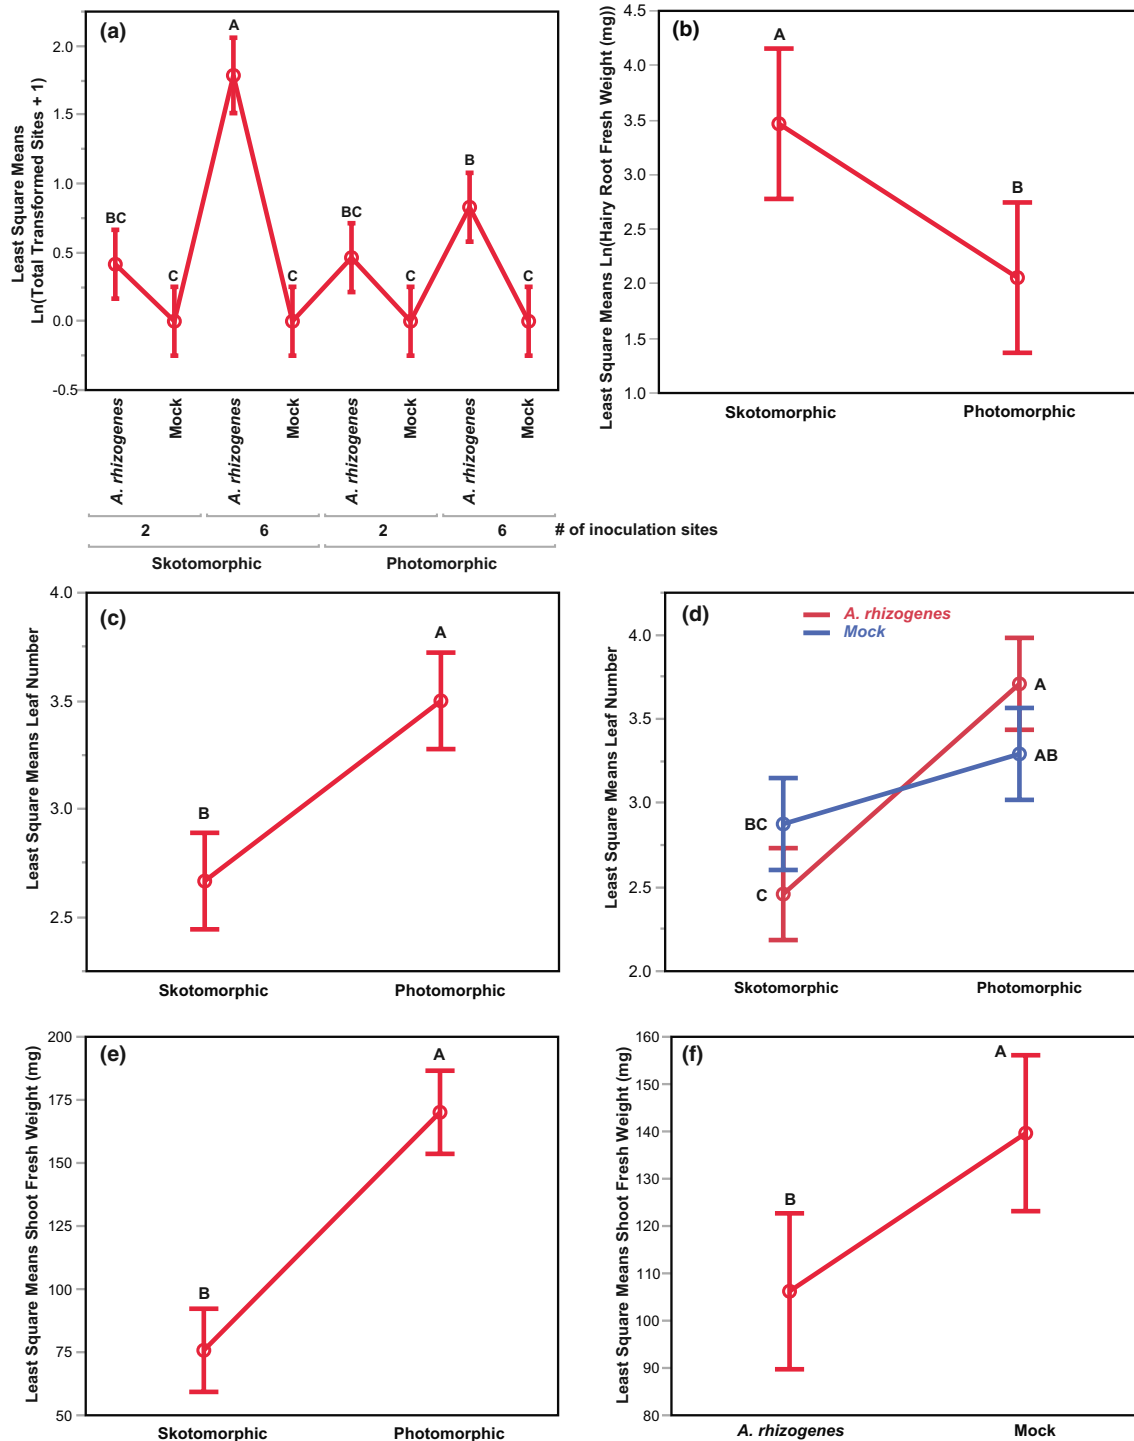 (a)
Least Square Means
Ln(Total Transformed Sites + 1)
2.0
1.5
1.0
0.5
0.0
-0.5
BC
C
A
C
BC
C
B
C
A. rhizogenes
Mock
A. rhizogenes
Mock
A. rhizogenes
Mock
A. rhizogenes
Mock
2
6
2
6
# of inoculation sites
Skotomorphic
Photomorphic
(b)
Least Square Means Ln(Hairy Root Fresh Weight (mg))
4.5
4.0
3.5
3.0
2.5
2.0
1.5
1.0
A
B
Skotomorphic
Photomorphic
(c)
Least Square Means Leaf Number
4.0
3.5
3.0
2.5
B
A
Skotomorphic
Photomorphic
(d)
A. rhizogenes
Mock
Least Square Means Leaf Number
4.0
3.5
3.0
2.5
2.0
BC
C
A
AB
Skotomorphic
Photomorphic
(e)
Least Square Means Shoot Fresh Weight (mg)
200
175
150
125
100
75
50
B
A
Skotomorphic
Photomorphic
(f)
Least Square Means Shoot Fresh Weight (mg)
160
150
140
130
120
110
100
90
80
B
A
A. rhizogenes
Mock